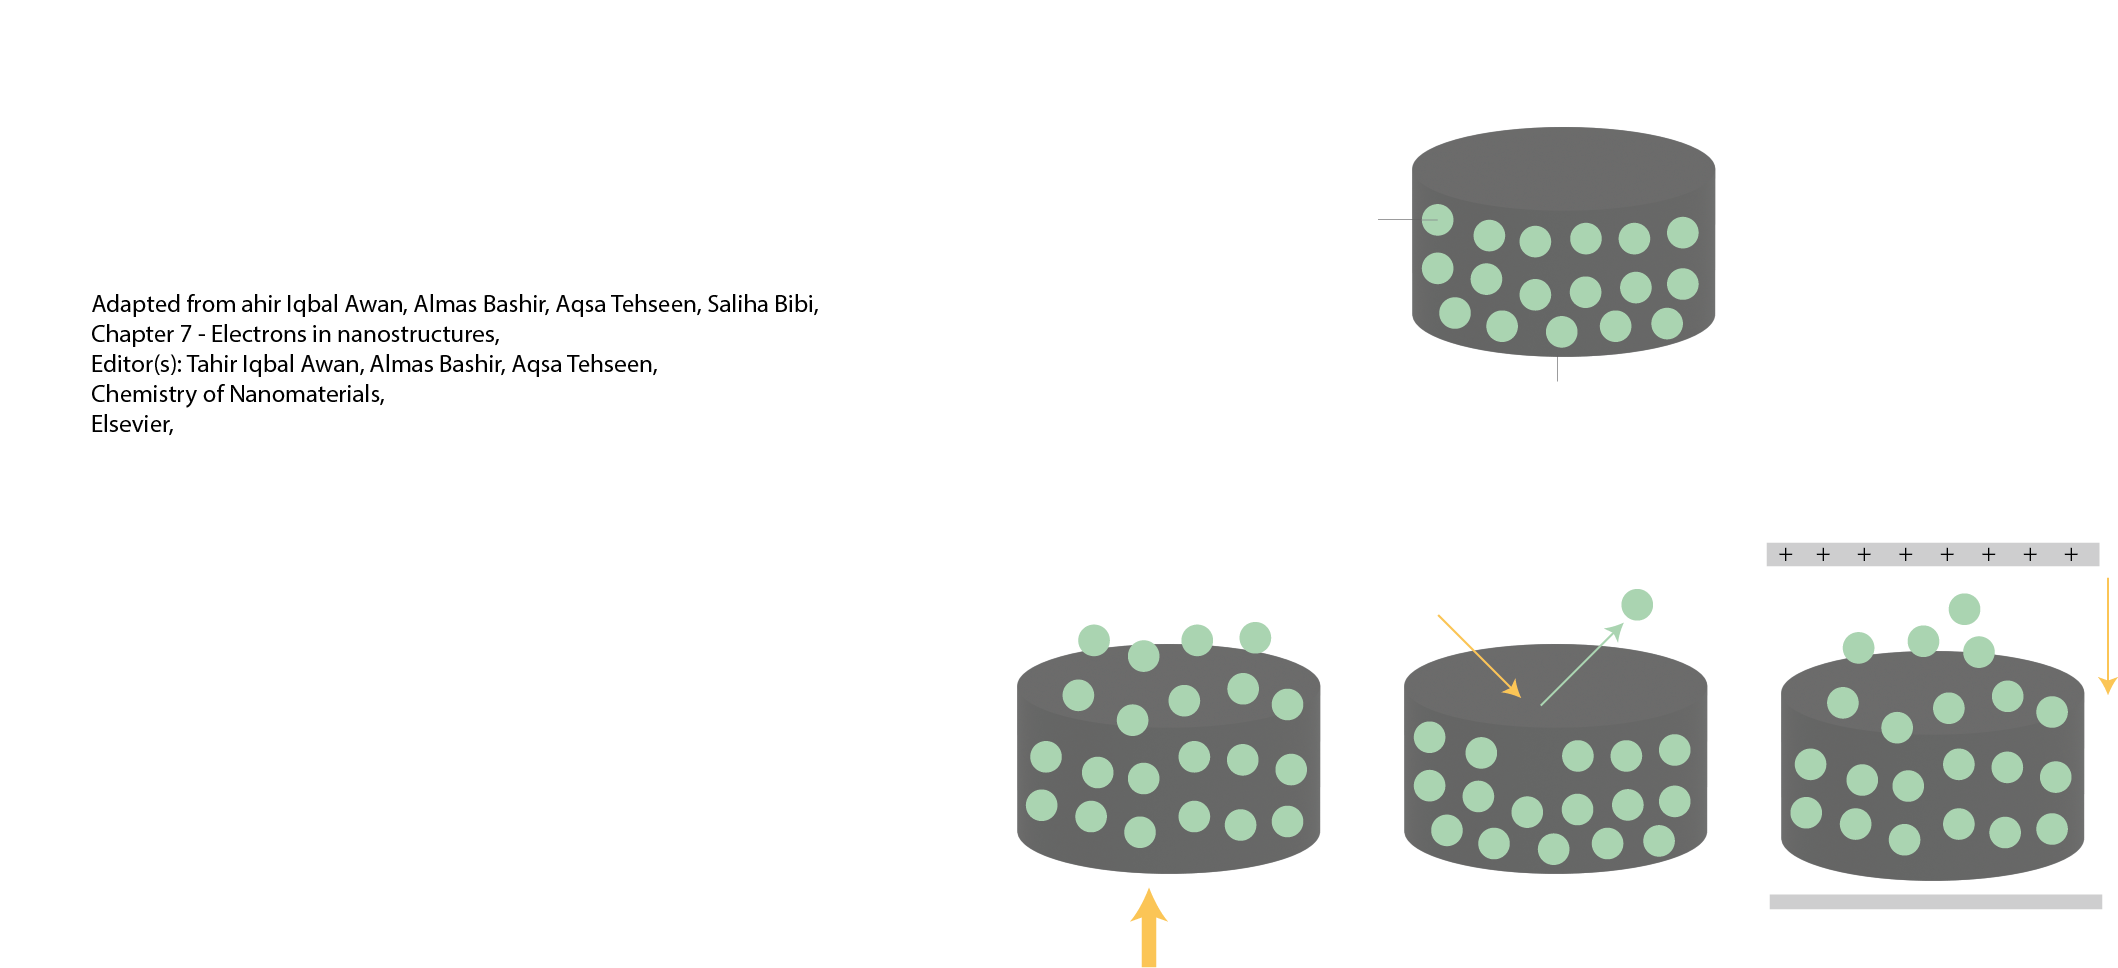 Adapted from ahir Iqbal Awan, Almas Bashir, Aqsa Tehseen, Saliha Bibi,
Chapter 7 - Electrons in nanostructures,
Editor(s): Tahir Iqbal Awan, Almas Bashir, Aqsa Tehseen,
Chemistry of Nanomaterials,
Elsevier,
+ + + + + + + +